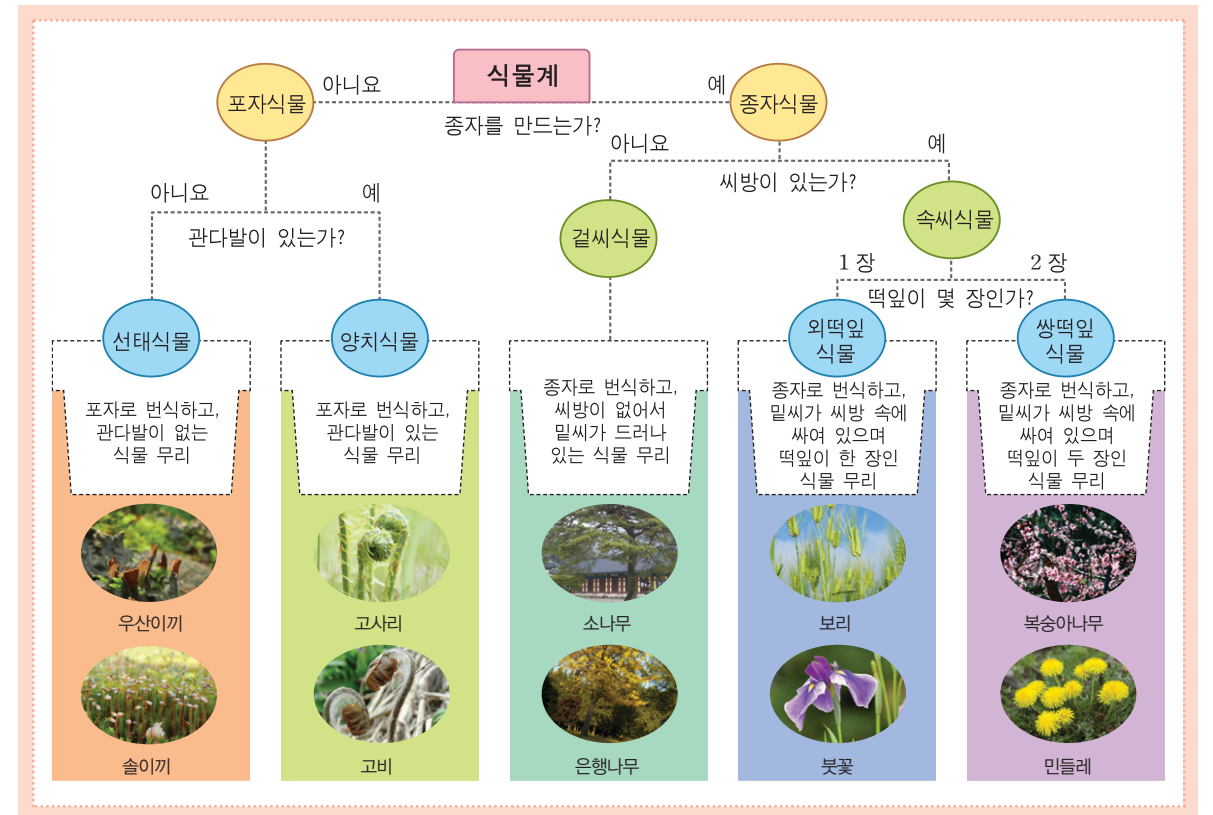 식물계
포자식물
아니요
예
종자식물
종자를 만드는가?
아니요
예
씨방이 있는가?
아니요
예
관다발이 있는가?
겉씨식물
속씨식물
1 장
2 장
떡잎이 몇 장인가?
선태식물
양치식물
외떡잎
식물
쌍떡잎
식물
포자로 번식하고,
관다발이 없는
식물 무리
포자로 번식하고,
관다발이 있는
식물 무리
종자로 번식하고,
씨방이 없어서
밑씨가 드러나
있는 식물 무리
종자로 번식하고,
밑씨가 씨방 속에
싸여 있으며
떡잎이 한 장인
식물 무리
종자로 번식하고,
밑씨가 씨방 속에
싸여 있으며
떡잎이 두 장인
식물 무리
우산이끼
고사리
소나무
보리
복숭아나무
솔이끼
고비
은행나무
붓꽃
민들레